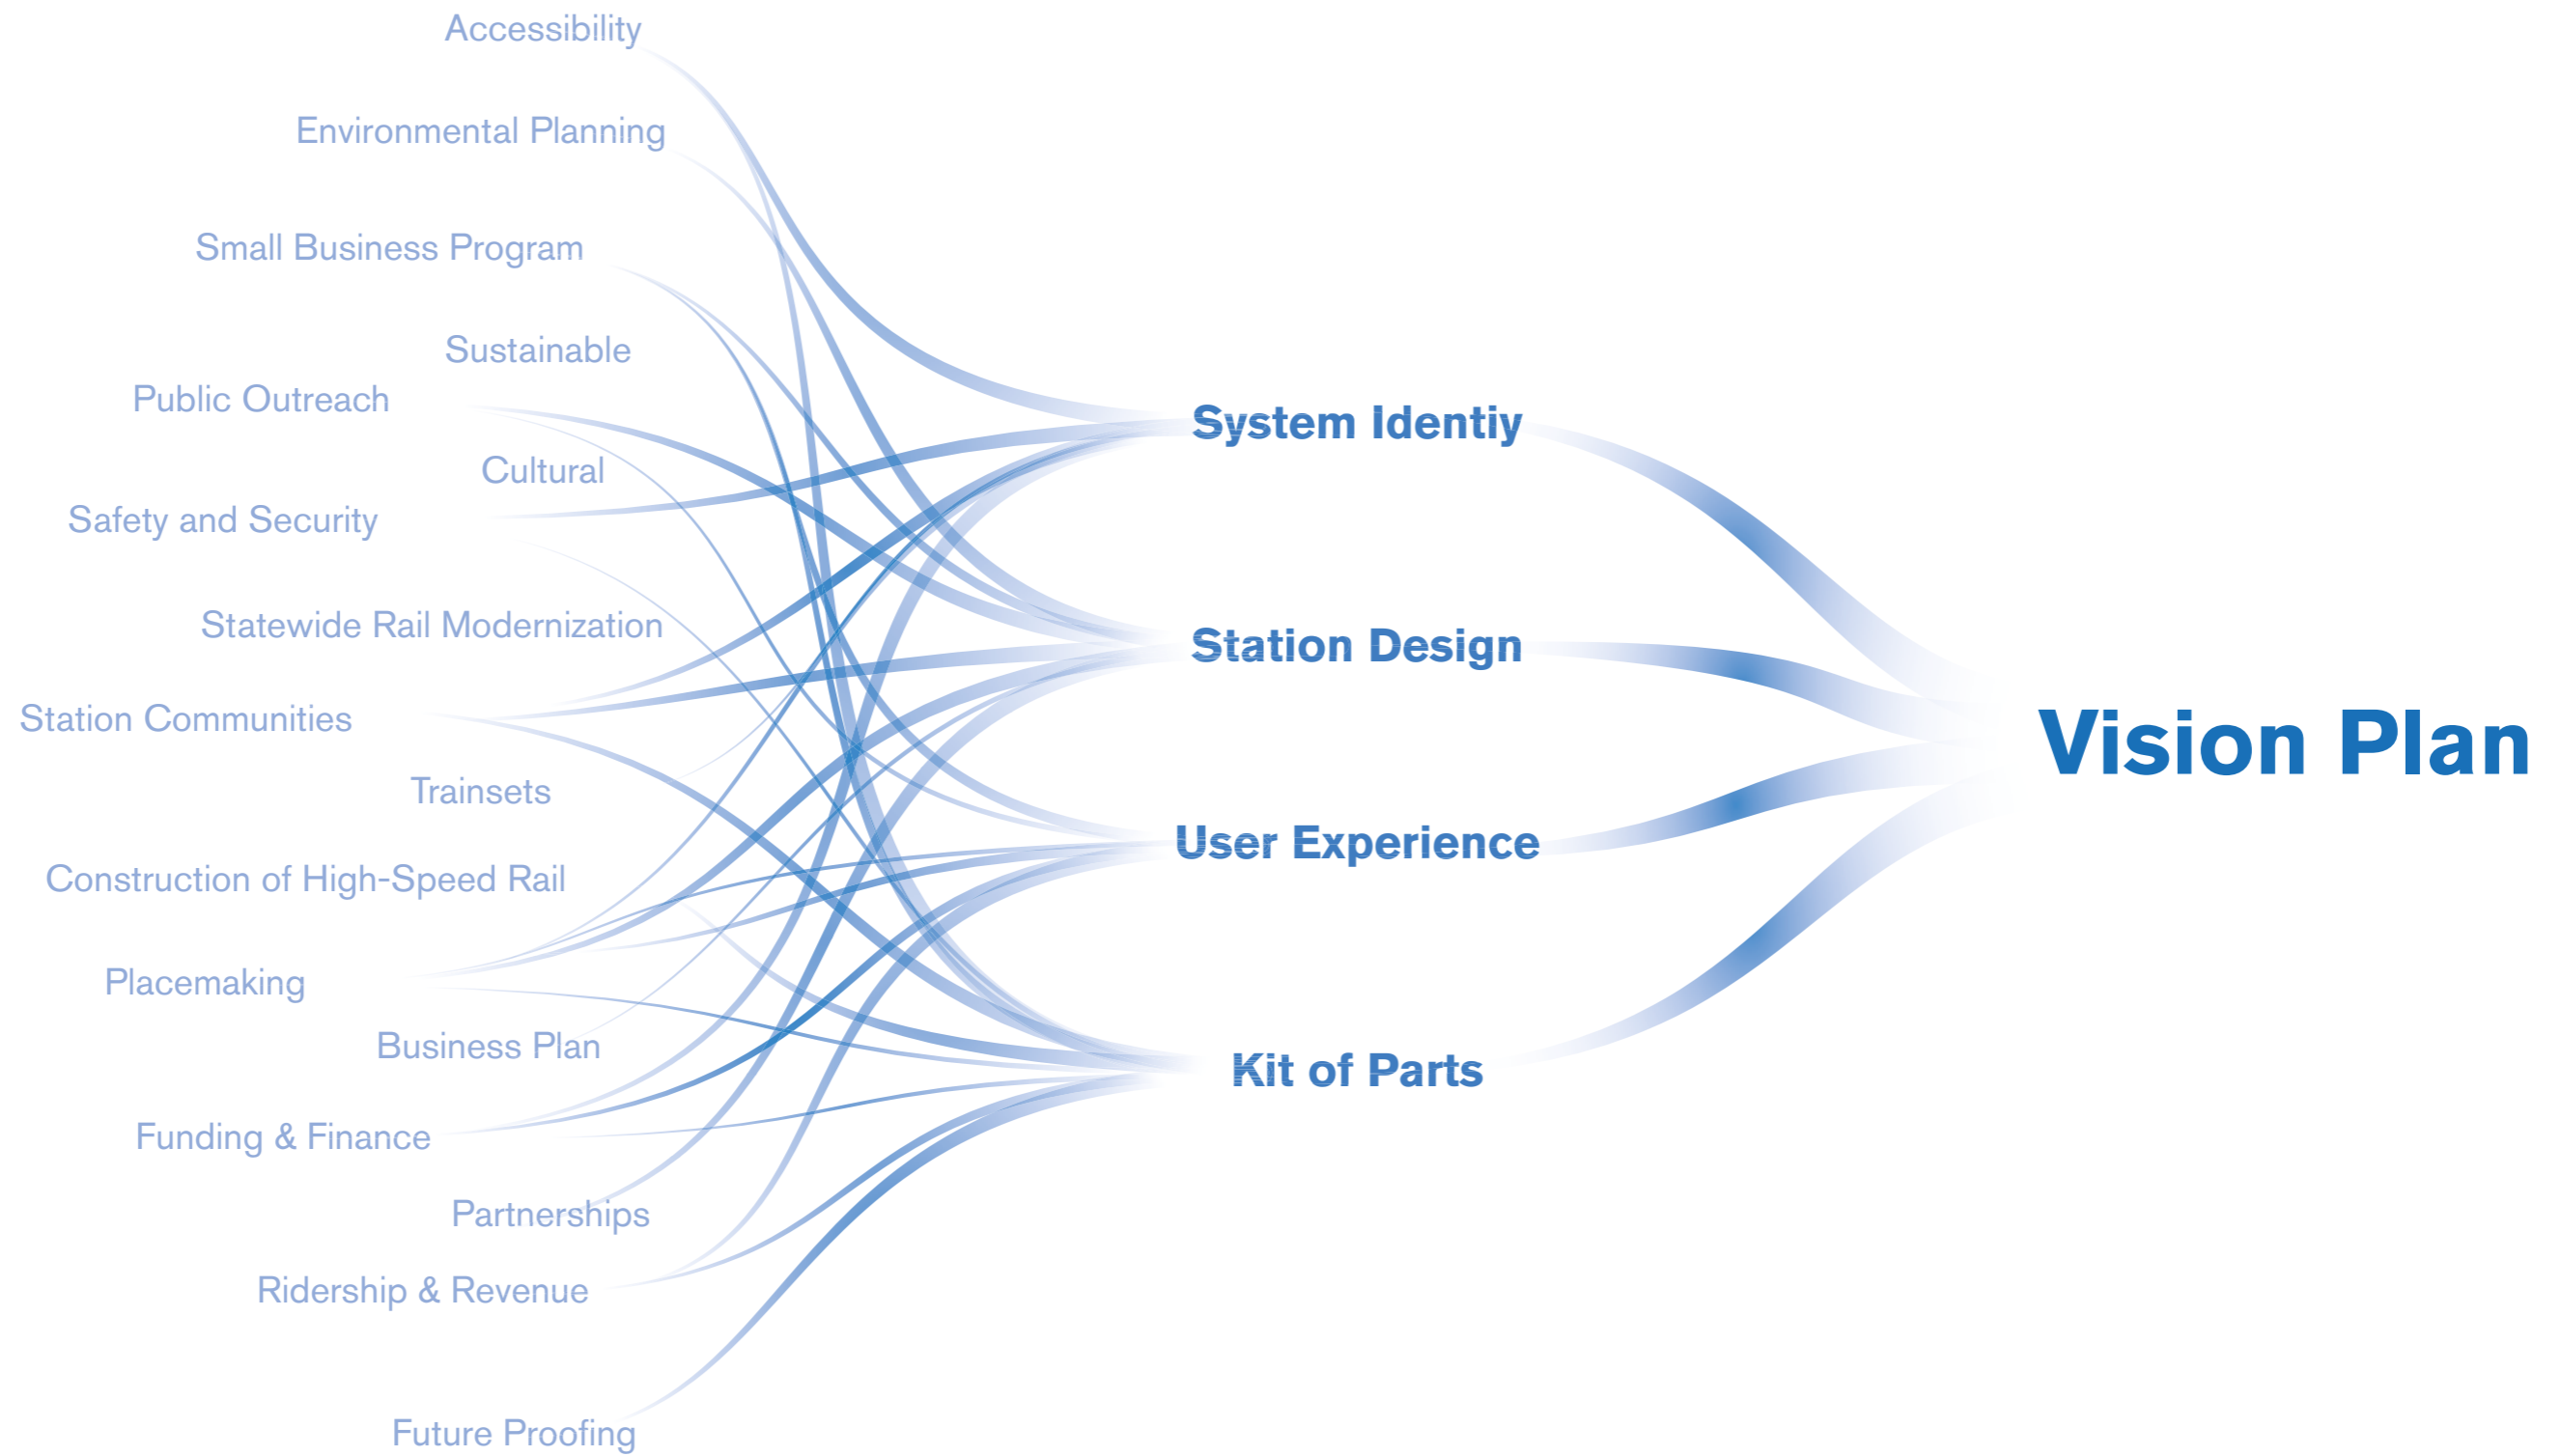 Accessibility
Environmental Planning
Small Business Program
Sustainable
Public Outreach
Cultural
Safety and Security
Statewide Rail Modernization
Station Communities
Trainsets
Construction of High-Speed Rail
Placemaking
Business Plan
Funding & Finance
Partnerships
Ridership & Revenue
Future Proofing
System Identiy
Station Design
User Experience
Kit of Parts
Vision Plan